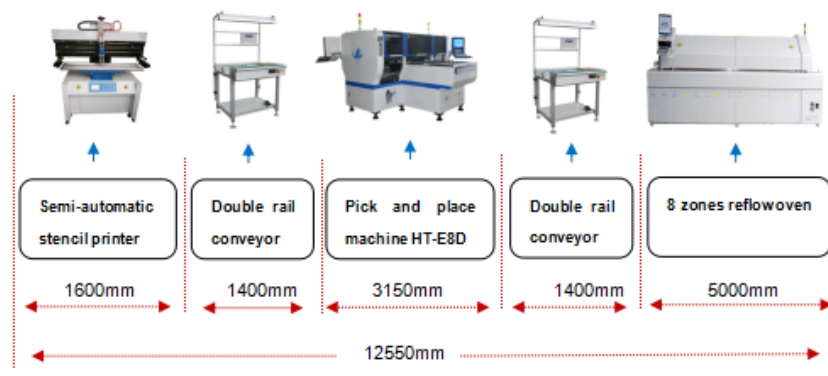 Semi-automatic
stencil printer
Double rail
conveyor
Pick and place
machine HT-E8D
Double rail
conveyor
8 zones reflowoven
1600mm
1400mm
3150mm
1400mm
5000mm
12550mm